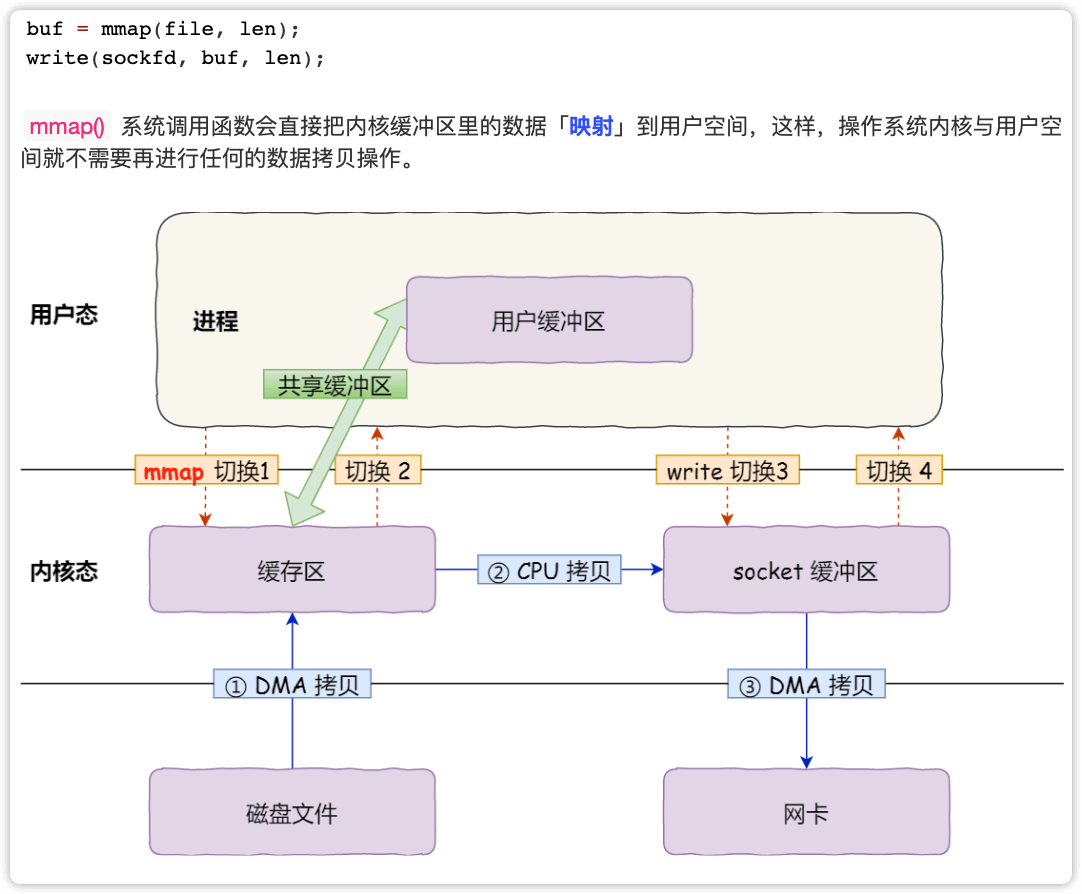 buf = mmap(file, len);
write(sockfd, buf, len);
mmap() 系统调用函数会直接把内核缓冲区里的数据「映射」到用户空间，这样，操作系统内核与用户空
间就不需要再进行任何的数据拷贝操作。
用户态
进程
用户缓冲区
共享缓冲区
mmap 切换1
切换 2
write 切换3
切换 4
内核态
缓存区
② CPU 拷贝
socket 缓冲区
① DMA 拷贝
③ DMA 拷贝
磁盘文件
网卡